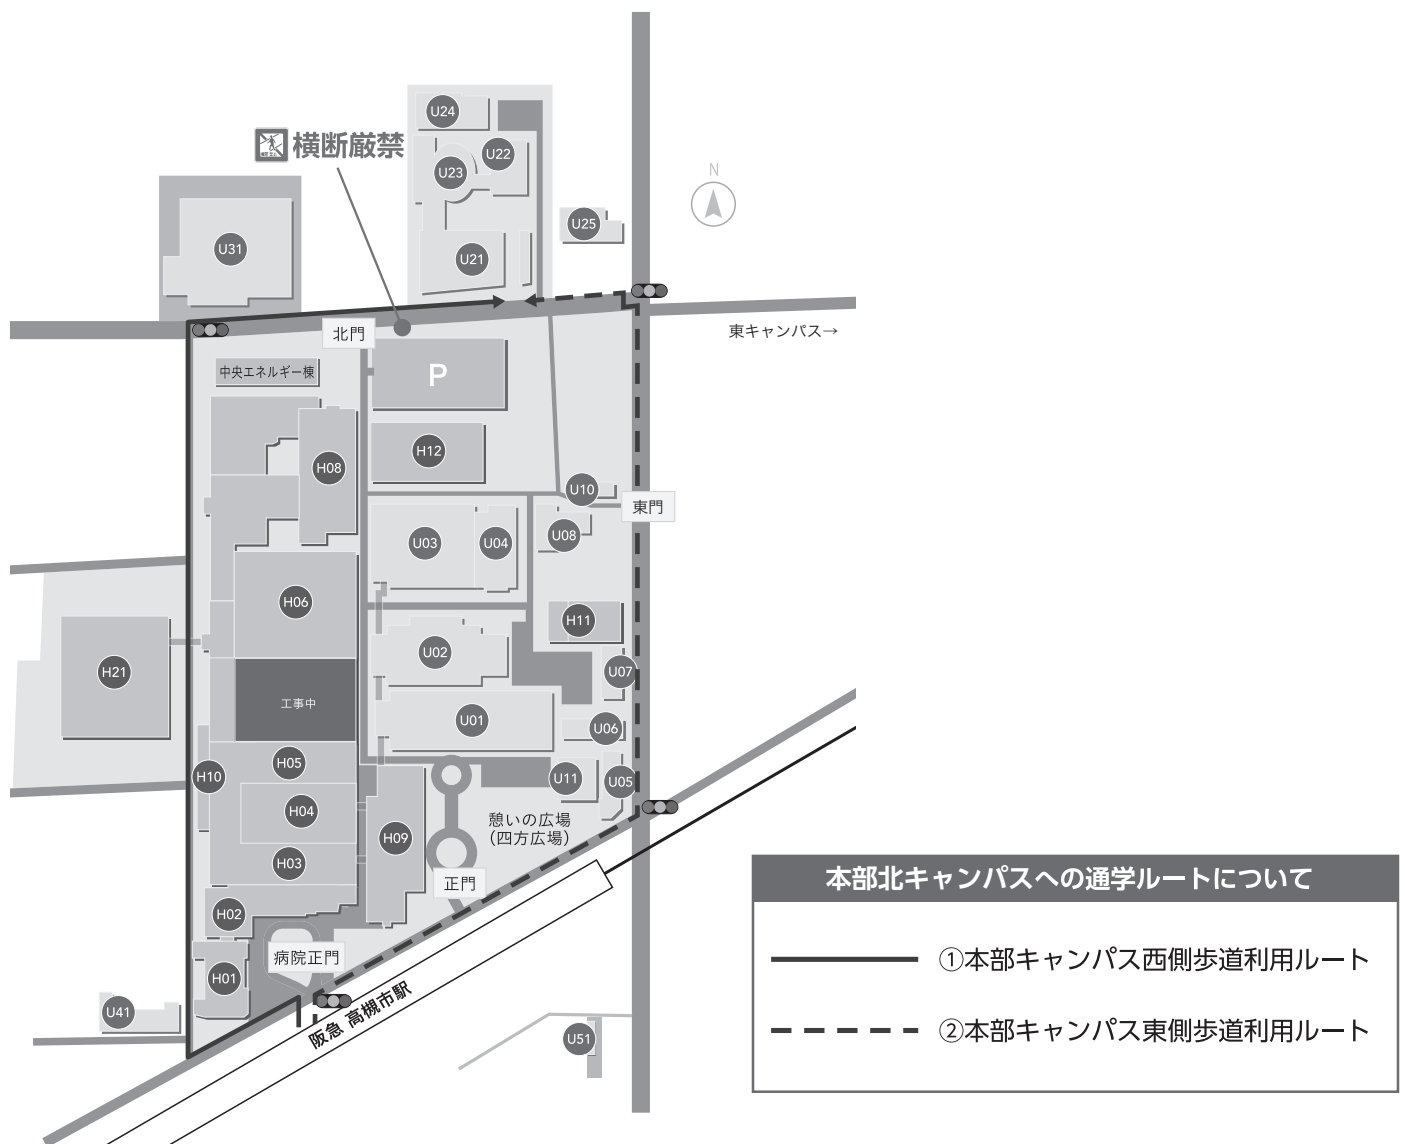 U24
横断厳禁
U22
U23
N
U25
U31
U21
東キャンパス→
北門
中央エネルギー棟
P
H12
H08
U10
東門
U03
U04
U08
H06
H11
U02
H21
U07
工事中
U01
U06
H05
H10
U11
U05
H04
憩いの広場
(四方広場)
H09
H03
正門
本部北キャンパスへの通学ルートについて
H02
病院正門
①本部キャンパス西側歩道利用ルート
H01
阪急 高槻市駅
U41
②本部キャンパス東側歩道利用ルート
U51